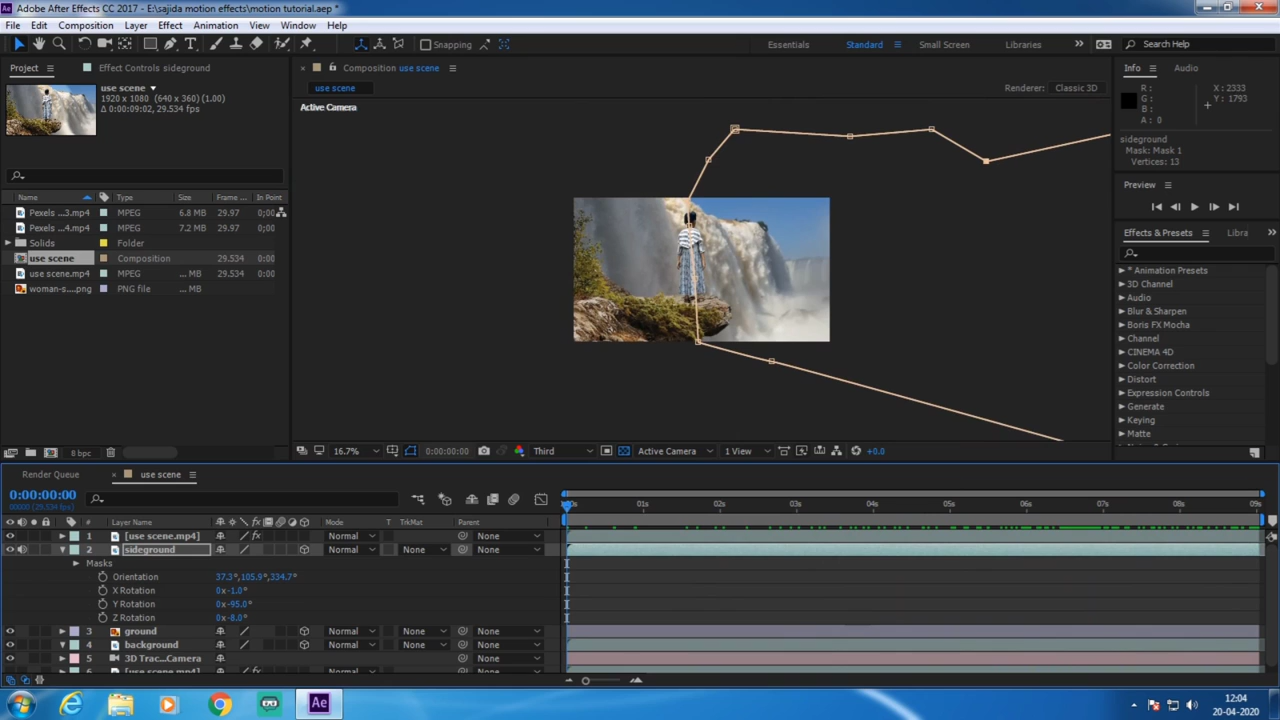 Adobe After Effects CC 2017 - E:\sajida motion effects\motion tutorial.aep *
File Edit Composition Layer Effect Animation View Window Help
Snapping Essentials Standard Small Screen Libraries Search Help
Project Effect Controls sideground
use scene
1920 x 1080 (640 x 360) (1.00)
Δ 0:00:09:02, 29.534 fps
Name Type Size Frame ... In Point
Pexels ...3.mp4 MPEG 6.8 MB 29.97 0;00
Pexels ...4.mp4 MPEG 7.2 MB 29.97 0;00
Solids Folder
use scene Composition 29.534 0:00
use scene.mp4 MPEG ... MB 29.534 0:00
woman-s....png PNG file ... MB
8 bpc
Composition use scene
use scene
Renderer: Classic 3D
Active Camera
16.7% 0:00:00:00 Third Active Camera 1 View +0.0
Info Audio
R : X : 2333
G : Y : 1793
B :
A : 0
sideground
Mask: Mask 1
Vertices: 13
Preview
Effects & Presets Libra
* Animation Presets
3D Channel
Audio
Blur & Sharpen
Boris FX Mocha
Channel
CINEMA 4D
Color Correction
Distort
Expression Controls
Generate
Keying
Matte
Render Queue use scene
0:00:00:00
00000 (29.534 fps)
01s 02s 03s 04s 05s 06s 07s 08s 09s
# Layer Name Mode T TrkMat Parent
1 [use scene.mp4] Normal None
2 sideground Normal None None
Masks
Orientation 37.3°,105.9°,334.7°
X Rotation 0x-1.0°
Y Rotation 0x-95.0°
Z Rotation 0x-8.0°
3 ground Normal None None
4 background Normal None None
5 3D Trac...Camera None
6 [use scene.mp4] Normal None None
12:04
20-04-2020